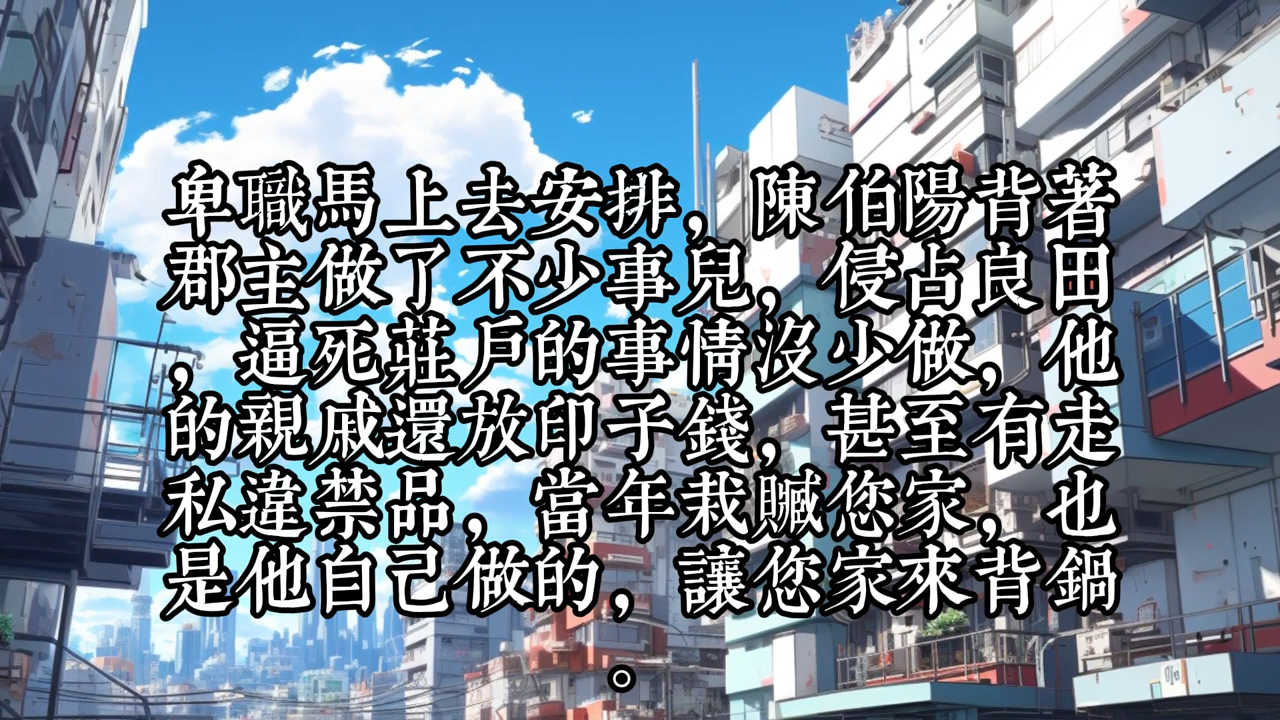 卑職馬上去安排，陳伯陽背著
郡主做了不少事兒，侵占良田
，逼死莊戶的事情沒少做，他
的親戚還放印子錢，甚至有走
私違禁品，當年栽贓您家，也
是他自己做的，讓您家來背鍋
。